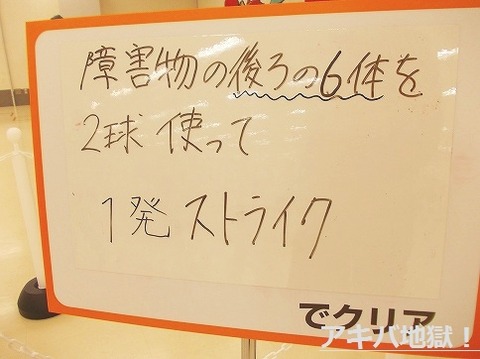 障害物の後ろの6体を
2球 使って
1発 ストライク
でクリア
アキバ地獄！